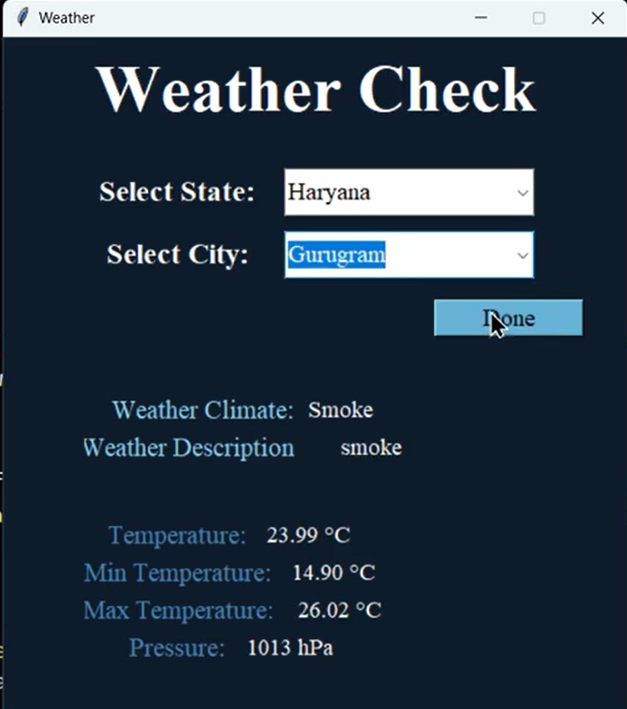 Weather
Weather Check
Select State: Haryana
Select City: Gurugram
Done
Weather Climate: Smoke
Weather Description smoke
Temperature: 23.99 °C
Min Temperature: 14.90 °C
Max Temperature: 26.02 °C
Pressure: 1013 hPa